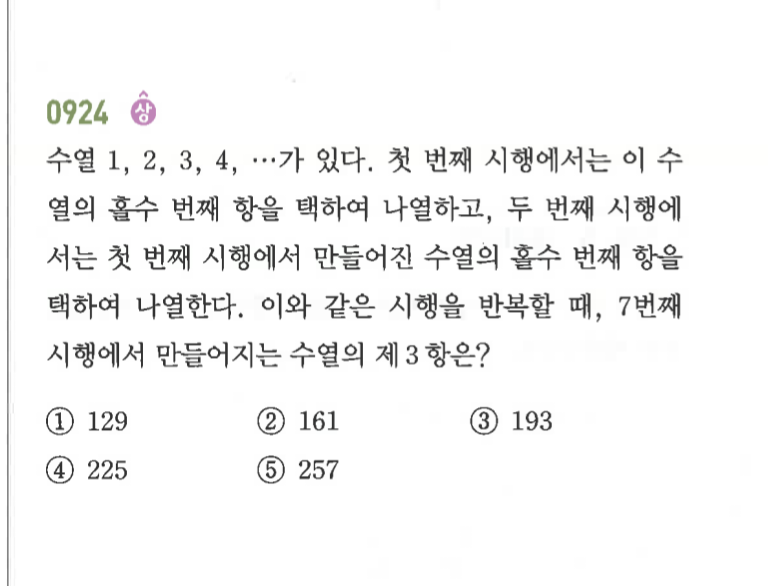 0924 상
수열 1, 2, 3, 4, …가 있다. 첫 번째 시행에서는 이 수
열의 홀수 번째 항을 택하여 나열하고, 두 번째 시행에
서는 첫 번째 시행에서 만들어진 수열의 홀수 번째 항을
택하여 나열한다. 이와 같은 시행을 반복할 때, 7번째
시행에서 만들어지는 수열의 제3항은?
① 129 ② 161 ③ 193
④ 225 ⑤ 257